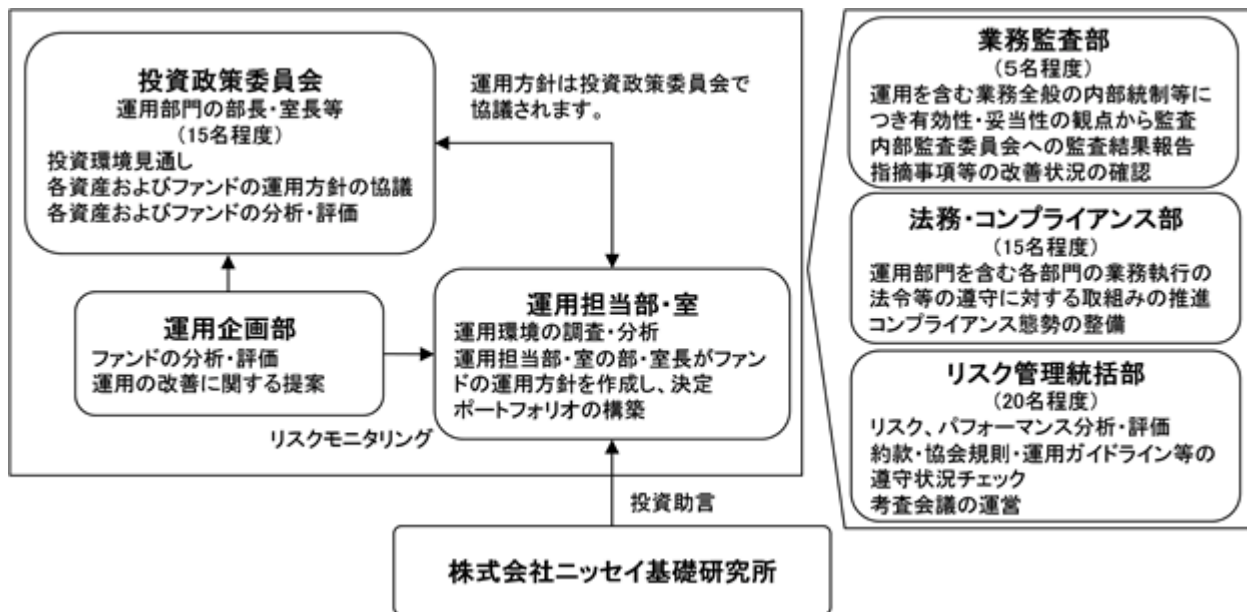 投資政策委員会
運用部門の部長・室長等
(15名程度)
投資環境見通し
各資産およびファンドの運用方針の協議
各資産およびファンドの分析・評価
運用方針は投資政策委員会で
協議されます。
運用企画部
ファンドの分析・評価
運用の改善に関する提案
リスクモニタリング
運用担当部・室
運用環境の調査・分析
運用担当部・室の部・室長がファン
ドの運用方針を作成し、決定
ポートフォリオの構築
投資助言
株式会社ニッセイ基礎研究所
業務監査部
(5名程度)
運用を含む業務全般の内部統制等に
つき有効性・妥当性の観点から監査
内部監査委員会への監査結果報告
指摘事項等の改善状況の確認
法務・コンプライアンス部
(15名程度)
運用部門を含む各部門の業務執行の
法令等の遵守に対する取組みの推進
コンプライアンス態勢の整備
リスク管理統括部
(20名程度)
リスク、パフォーマンス分析・評価
約款・協会規則・運用ガイドライン等の
遵守状況チェック
考査会議の運営